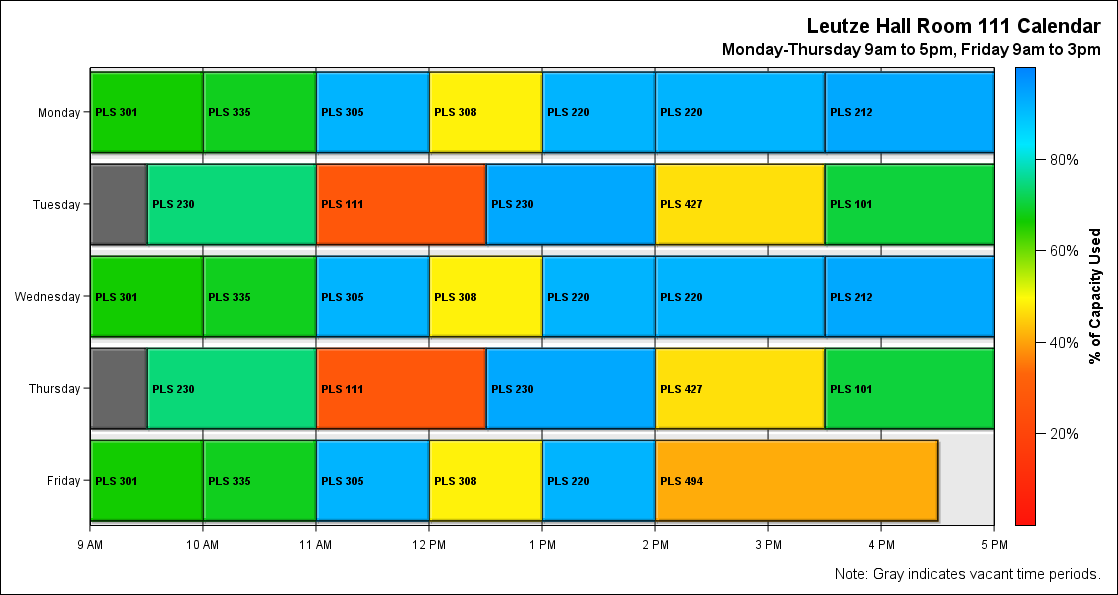 Leutze Hall Room 111 Calendar
Monday-Thursday 9am to 5pm, Friday 9am to 3pm
Monday PLS 301 PLS 335 PLS 305 PLS 308 PLS 220 PLS 220 PLS 212
Tuesday PLS 230 PLS 111 PLS 230 PLS 427 PLS 101
Wednesday PLS 301 PLS 335 PLS 305 PLS 308 PLS 220 PLS 220 PLS 212
Thursday PLS 230 PLS 111 PLS 230 PLS 427 PLS 101
Friday PLS 301 PLS 335 PLS 305 PLS 308 PLS 220 PLS 494
9 AM 10 AM 11 AM 12 PM 1 PM 2 PM 3 PM 4 PM 5 PM
80%
60%
40%
20%
% of Capacity Used
Note: Gray indicates vacant time periods.